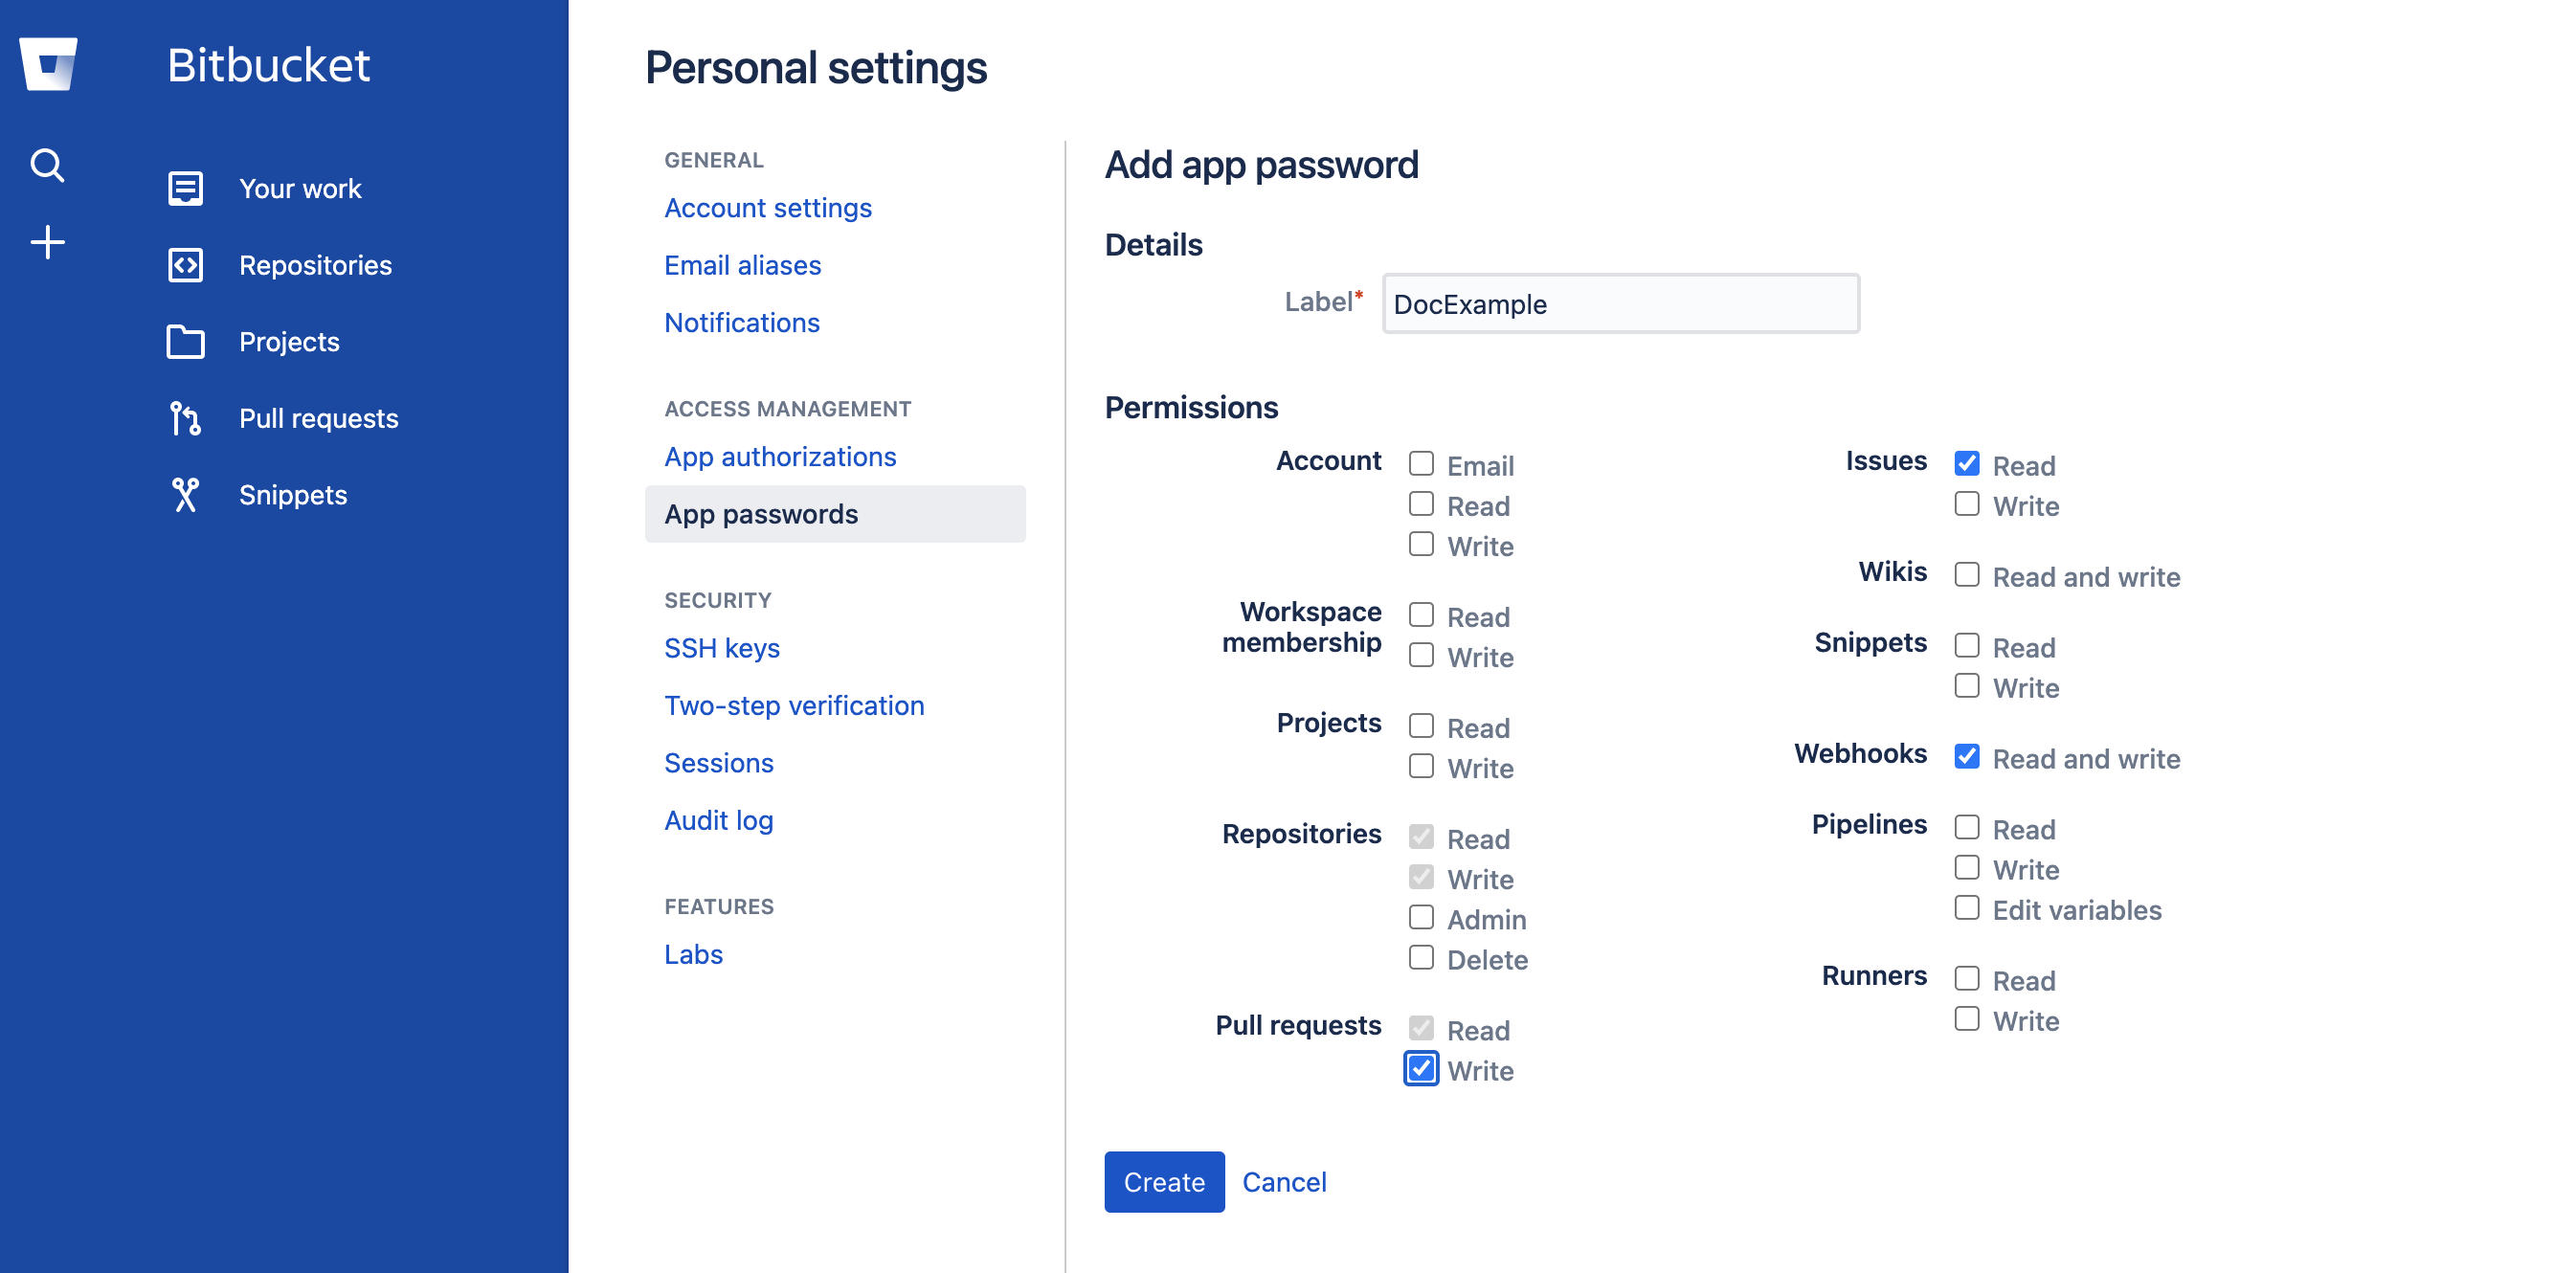 Bitbucket
Your work
Repositories
Projects
Pull requests
Snippets
Personal settings
GENERAL
Account settings
Email aliases
Notifications
ACCESS MANAGEMENT
App authorizations
App passwords
SECURITY
SSH keys
Two-step verification
Sessions
Audit log
FEATURES
Labs
Add app password
Details
Label* DocExample
Permissions
Account
Email
Read
Write
Workspace
membership
Read
Write
Projects
Read
Write
Repositories
Read
Write
Admin
Delete
Pull requests
Read
Write
Issues
Read
Write
Wikis
Read and write
Snippets
Read
Write
Webhooks
Read and write
Pipelines
Read
Write
Edit variables
Runners
Read
Write
Create
Cancel